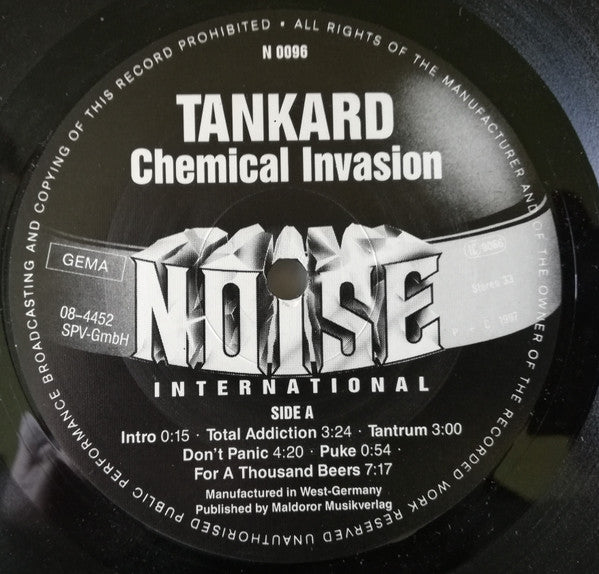 N 0096
TANKARD
Chemical Invasion
GEMA
LC 9066
Stereo 33
08-4452
SPV-GmbH
P + C 1987
NOISE
INTERNATIONAL
SIDE A
Intro 0:15 · Total Addiction 3:24 · Tantrum 3:00
Don't Panic 4:20 · Puke 0:54 ·
For A Thousand Beers 7:17
Manufactured in West-Germany
Published by Maldoror Musikverlag
ALL RIGHTS OF THE MANUFACTURER AND OF THE OWNER OF THE RECORDED WORK RESERVED UNAUTHORISED PUBLIC PERFORMANCE BROADCASTING AND COPYING OF THIS RECORD PROHIBITED ·